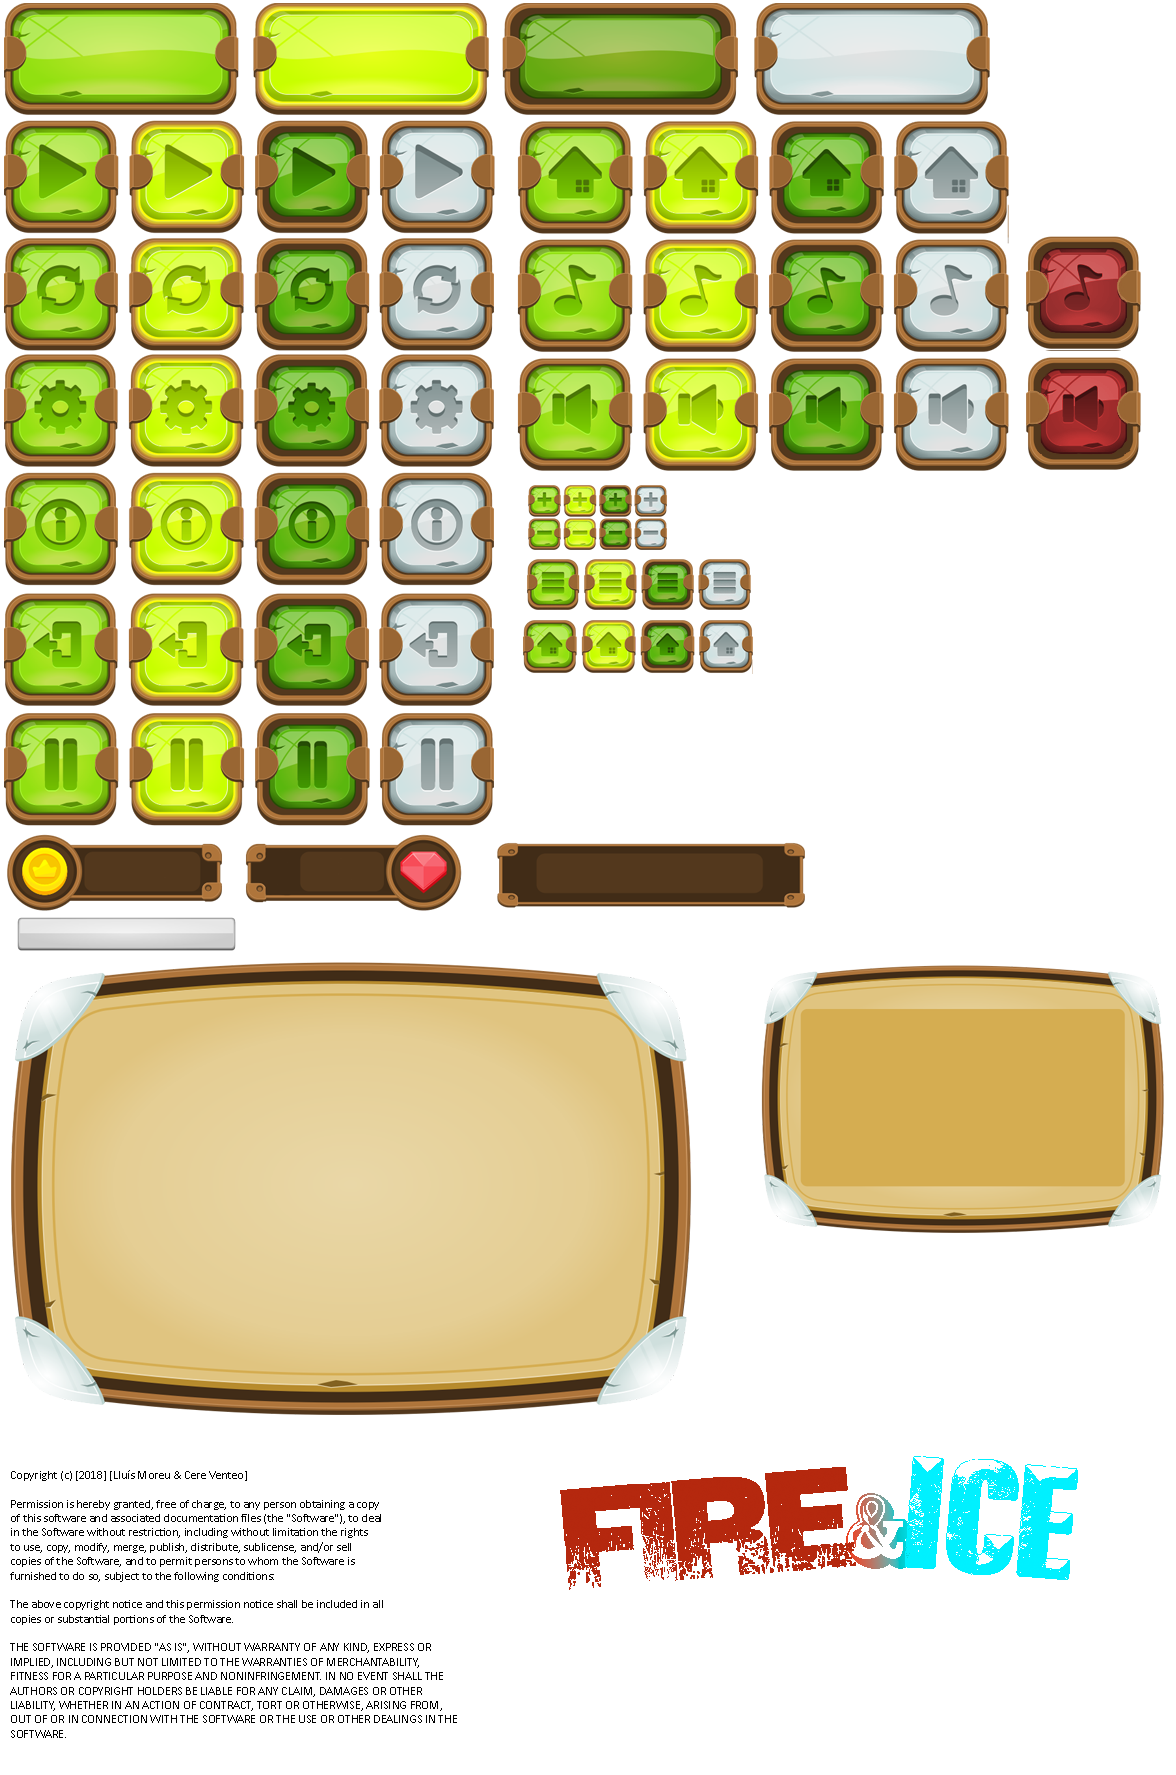 Copyright (c) [2018] [Lluís Moreu & Cere Venteo]
Permission is hereby granted, free of charge, to any person obtaining a copy
of this software and associated documentation files (the "Software"), to deal
in the Software without restriction, including without limitation the rights
to use, copy, modify, merge, publish, distribute, sublicense, and/or sell
copies of the Software, and to permit persons to whom the Software is
furnished to do so, subject to the following conditions:
The above copyright notice and this permission notice shall be included in all
copies or substantial portions of the Software.
THE SOFTWARE IS PROVIDED "AS IS", WITHOUT WARRANTY OF ANY KIND, EXPRESS OR
IMPLIED, INCLUDING BUT NOT LIMITED TO THE WARRANTIES OF MERCHANTABILITY,
FITNESS FOR A PARTICULAR PURPOSE AND NONINFRINGEMENT. IN NO EVENT SHALL THE
AUTHORS OR COPYRIGHT HOLDERS BE LIABLE FOR ANY CLAIM, DAMAGES OR OTHER
LIABILITY, WHETHER IN AN ACTION OF CONTRACT, TORT OR OTHERWISE, ARISING FROM,
OUT OF OR IN CONNECTION WITH THE SOFTWARE OR THE USE OR OTHER DEALINGS IN THE
SOFTWARE.
FIRE&ICE